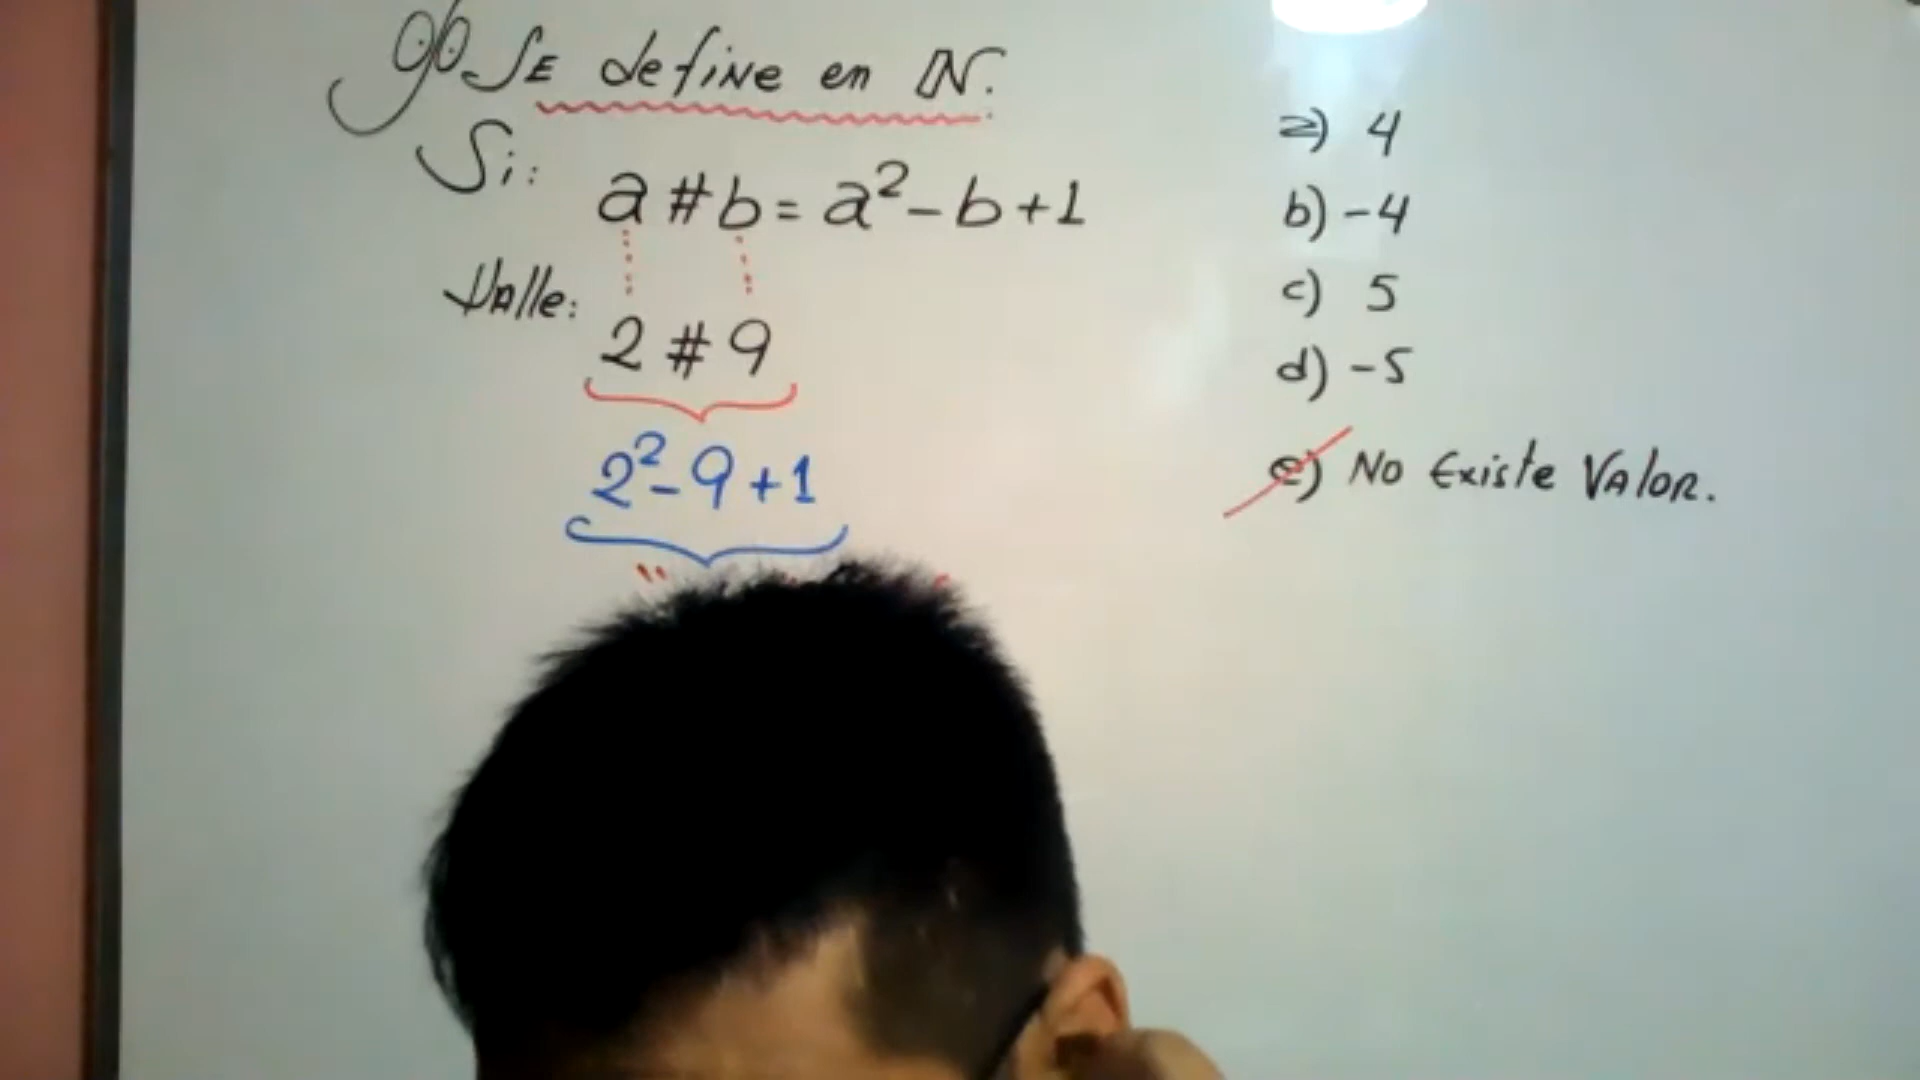 96. SE define en ℕ.
Si: a # b = a² - b + 1
Halle: 2 # 9
2² - 9 + 1
a) 4
b) -4
c) 5
d) -5
e) No Existe Valor.